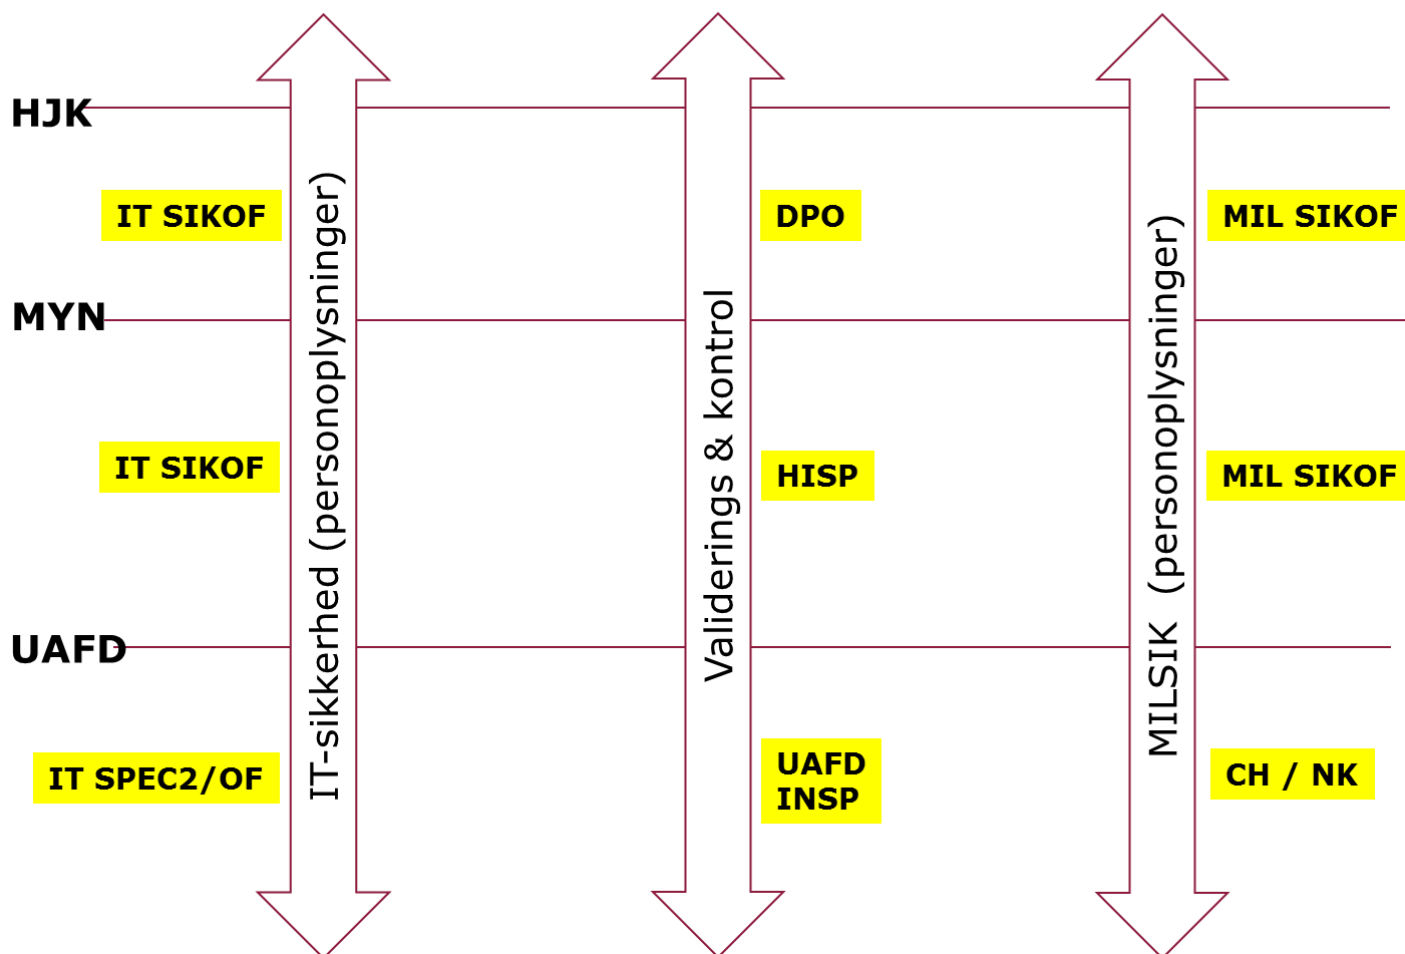 HJK
IT SIKOF
DPO
MIL SIKOF
MYN
IT SIKOF
HISP
MIL SIKOF
UAFD
IT SPEC2/OF
UAFD
INSP
CH / NK
IT-sikkerhed (personoplysninger)
Validerings & kontrol
MILSIK (personoplysninger)